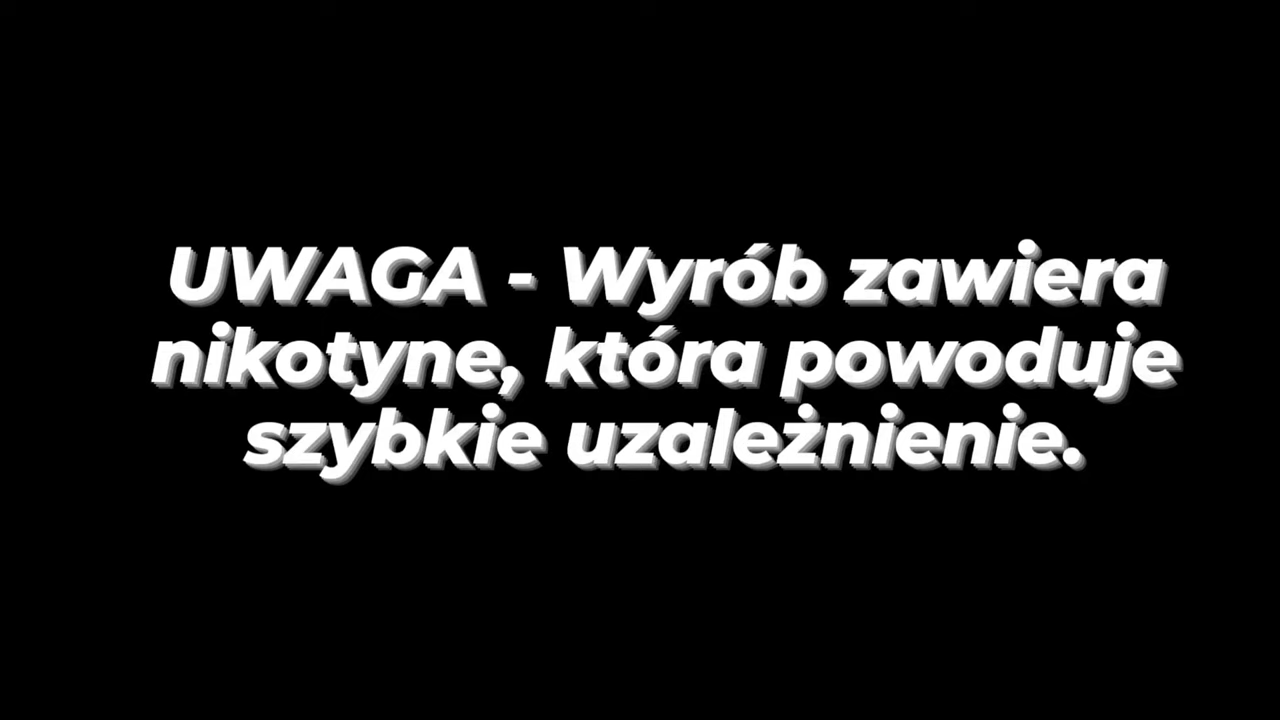 UWAGA - Wyrób zawiera
nikotyne, która powoduje
szybkie uzależnienie.